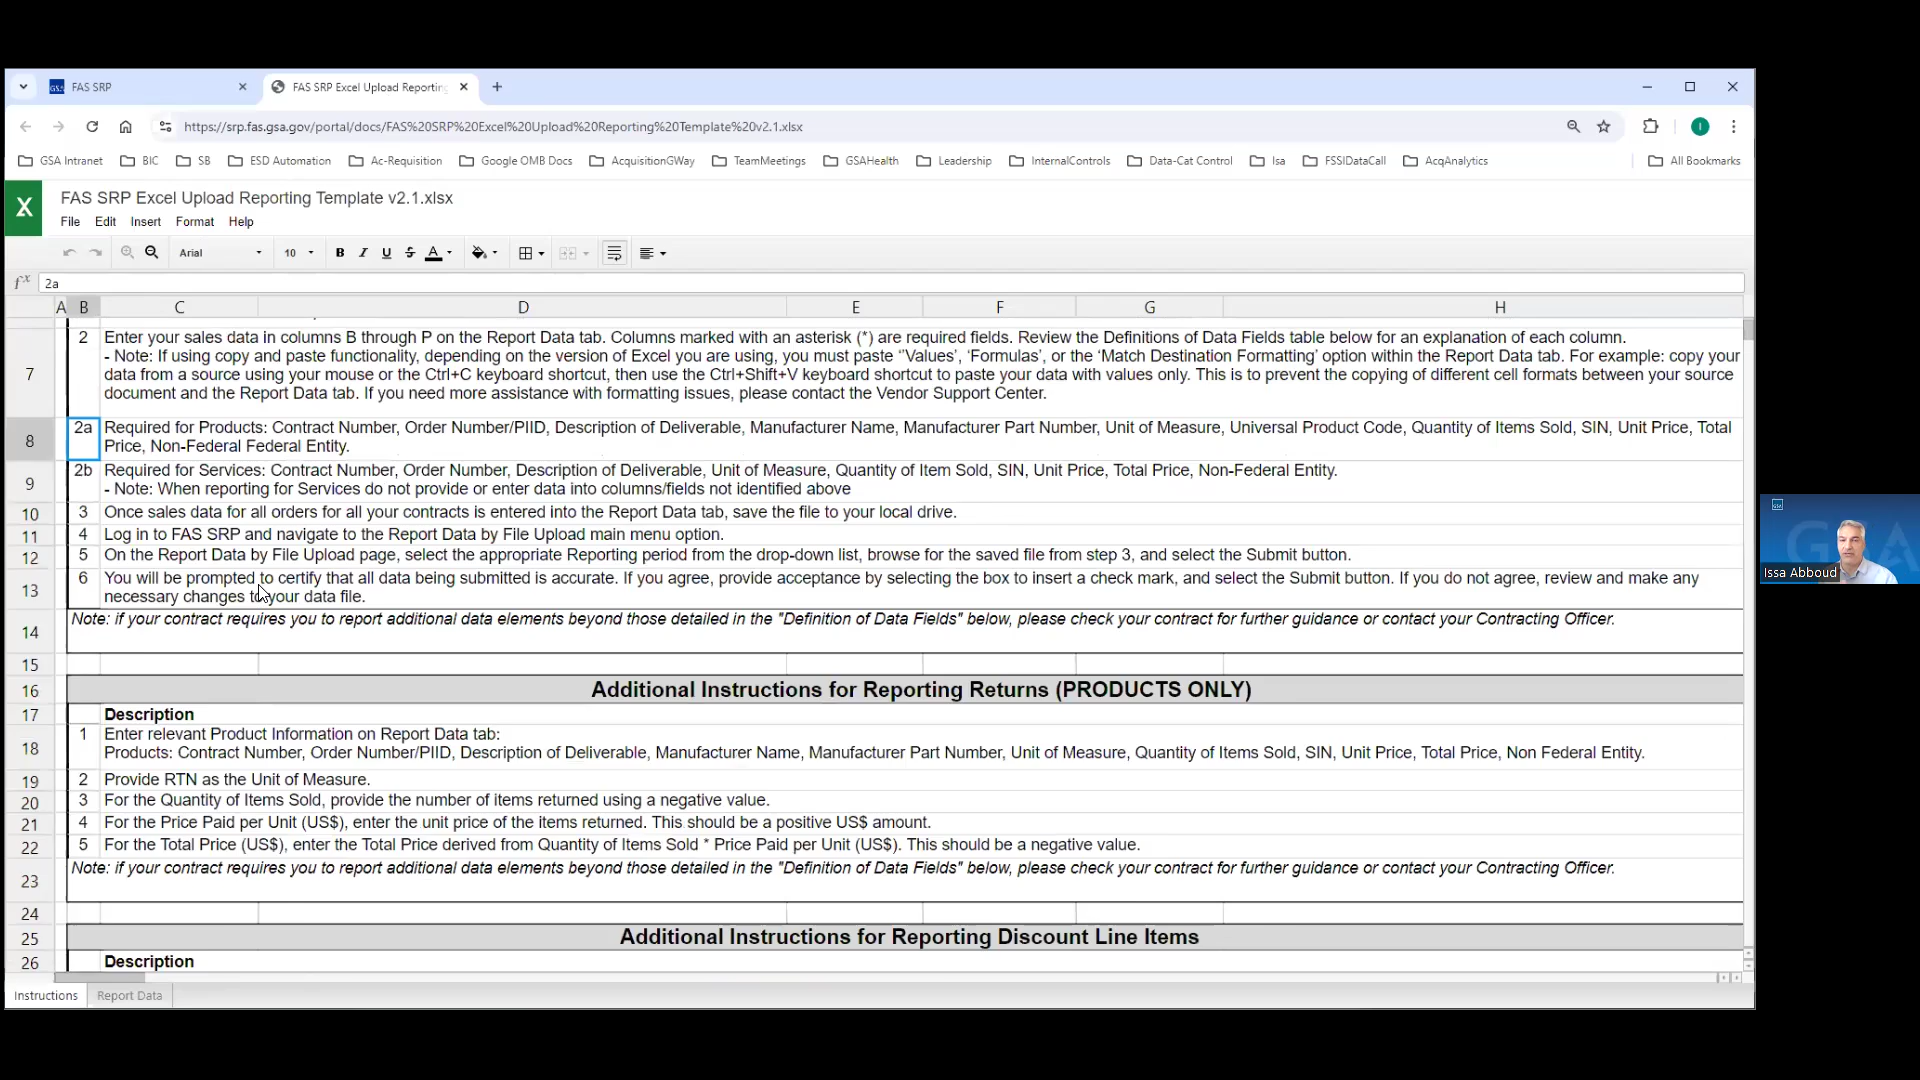 FAS SRP
FAS SRP Excel Upload Reporting
https://srp.fas.gsa.gov/portal/docs/FAS%20SRP%20Excel%20Upload%20Reporting%20Template%20v2.1.xlsx
GSA Intranet BIC SB ESD Automation Ac-Requisition Google OMB Docs AcquisitionGWay TeamMeetings GSAHealth Leadership InternalControls Data-Cat Control Isa FSSIDataCall AcqAnalytics All Bookmarks
FAS SRP Excel Upload Reporting Template v2.1.xlsx
File Edit Insert Format Help
Arial 10 B I U S A
fx 2a
A B C D E F G H
7 2 Enter your sales data in columns B through P on the Report Data tab. Columns marked with an asterisk (*) are required fields. Review the Definitions of Data Fields table below for an explanation of each column.
- Note: If using copy and paste functionality, depending on the version of Excel you are using, you must paste ‘'Values’, ‘Formulas’, or the ‘Match Destination Formatting’ option within the Report Data tab. For example: copy your
data from a source using your mouse or the Ctrl+C keyboard shortcut, then use the Ctrl+Shift+V keyboard shortcut to paste your data with values only. This is to prevent the copying of different cell formats between your source
document and the Report Data tab. If you need more assistance with formatting issues, please contact the Vendor Support Center.
8 2a Required for Products: Contract Number, Order Number/PIID, Description of Deliverable, Manufacturer Name, Manufacturer Part Number, Unit of Measure, Universal Product Code, Quantity of Items Sold, SIN, Unit Price, Total
Price, Non-Federal Federal Entity.
9 2b Required for Services: Contract Number, Order Number, Description of Deliverable, Unit of Measure, Quantity of Item Sold, SIN, Unit Price, Total Price, Non-Federal Entity.
- Note: When reporting for Services do not provide or enter data into columns/fields not identified above
10 3 Once sales data for all orders for all your contracts is entered into the Report Data tab, save the file to your local drive.
11 4 Log in to FAS SRP and navigate to the Report Data by File Upload main menu option.
12 5 On the Report Data by File Upload page, select the appropriate Reporting period from the drop-down list, browse for the saved file from step 3, and select the Submit button.
13 6 You will be prompted to certify that all data being submitted is accurate. If you agree, provide acceptance by selecting the box to insert a check mark, and select the Submit button. If you do not agree, review and make any
necessary changes to your data file.
14 Note: if your contract requires you to report additional data elements beyond those detailed in the "Definition of Data Fields" below, please check your contract for further guidance or contact your Contracting Officer.
15
16 Additional Instructions for Reporting Returns (PRODUCTS ONLY)
17 Description
18 1 Enter relevant Product Information on Report Data tab:
Products: Contract Number, Order Number/PIID, Description of Deliverable, Manufacturer Name, Manufacturer Part Number, Unit of Measure, Quantity of Items Sold, SIN, Unit Price, Total Price, Non Federal Entity.
19 2 Provide RTN as the Unit of Measure.
20 3 For the Quantity of Items Sold, provide the number of items returned using a negative value.
21 4 For the Price Paid per Unit (US$), enter the unit price of the items returned. This should be a positive US$ amount.
22 5 For the Total Price (US$), enter the Total Price derived from Quantity of Items Sold * Price Paid per Unit (US$). This should be a negative value.
23 Note: if your contract requires you to report additional data elements beyond those detailed in the "Definition of Data Fields" below, please check your contract for further guidance or contact your Contracting Officer.
24
25 Additional Instructions for Reporting Discount Line Items
26 Description
Instructions Report Data
GSA
Issa Abboud